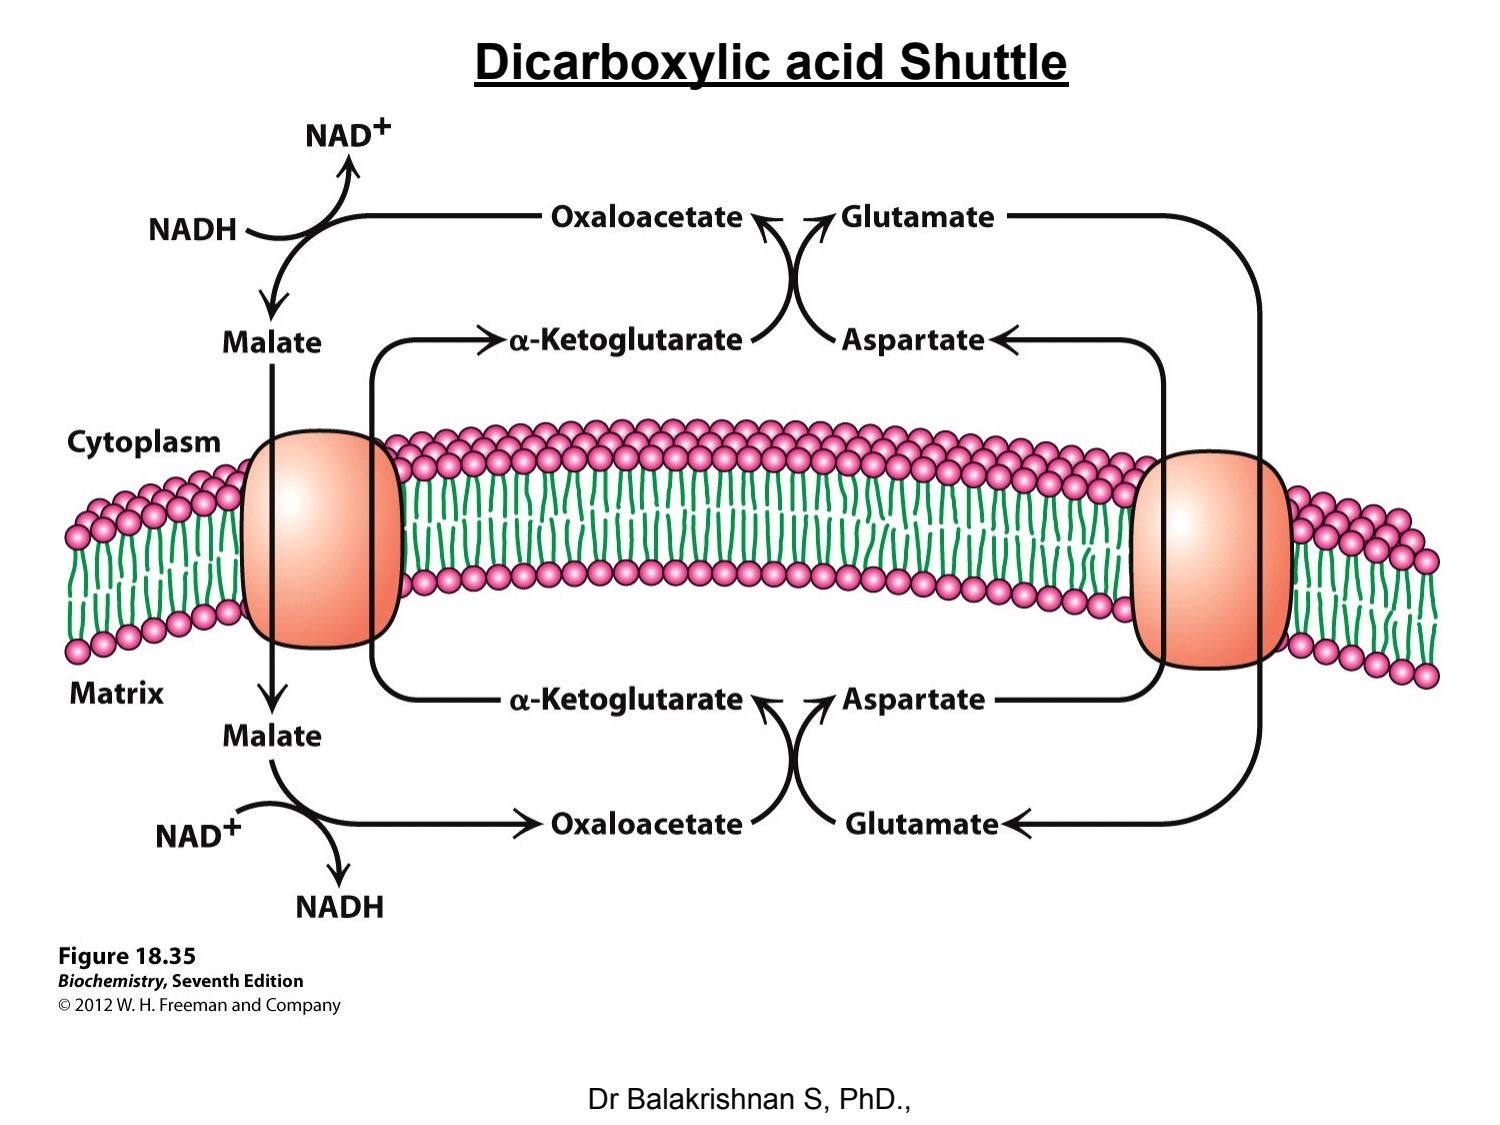 Dicarboxylic acid Shuttle
NAD+
NADH
Oxaloacetate
Glutamate
Malate
α-Ketoglutarate
Aspartate
Cytoplasm
Matrix
α-Ketoglutarate
Aspartate
Malate
NAD+
Oxaloacetate
Glutamate
NADH
Figure 18.35
Biochemistry, Seventh Edition
© 2012 W. H. Freeman and Company
Dr Balakrishnan S, PhD.,